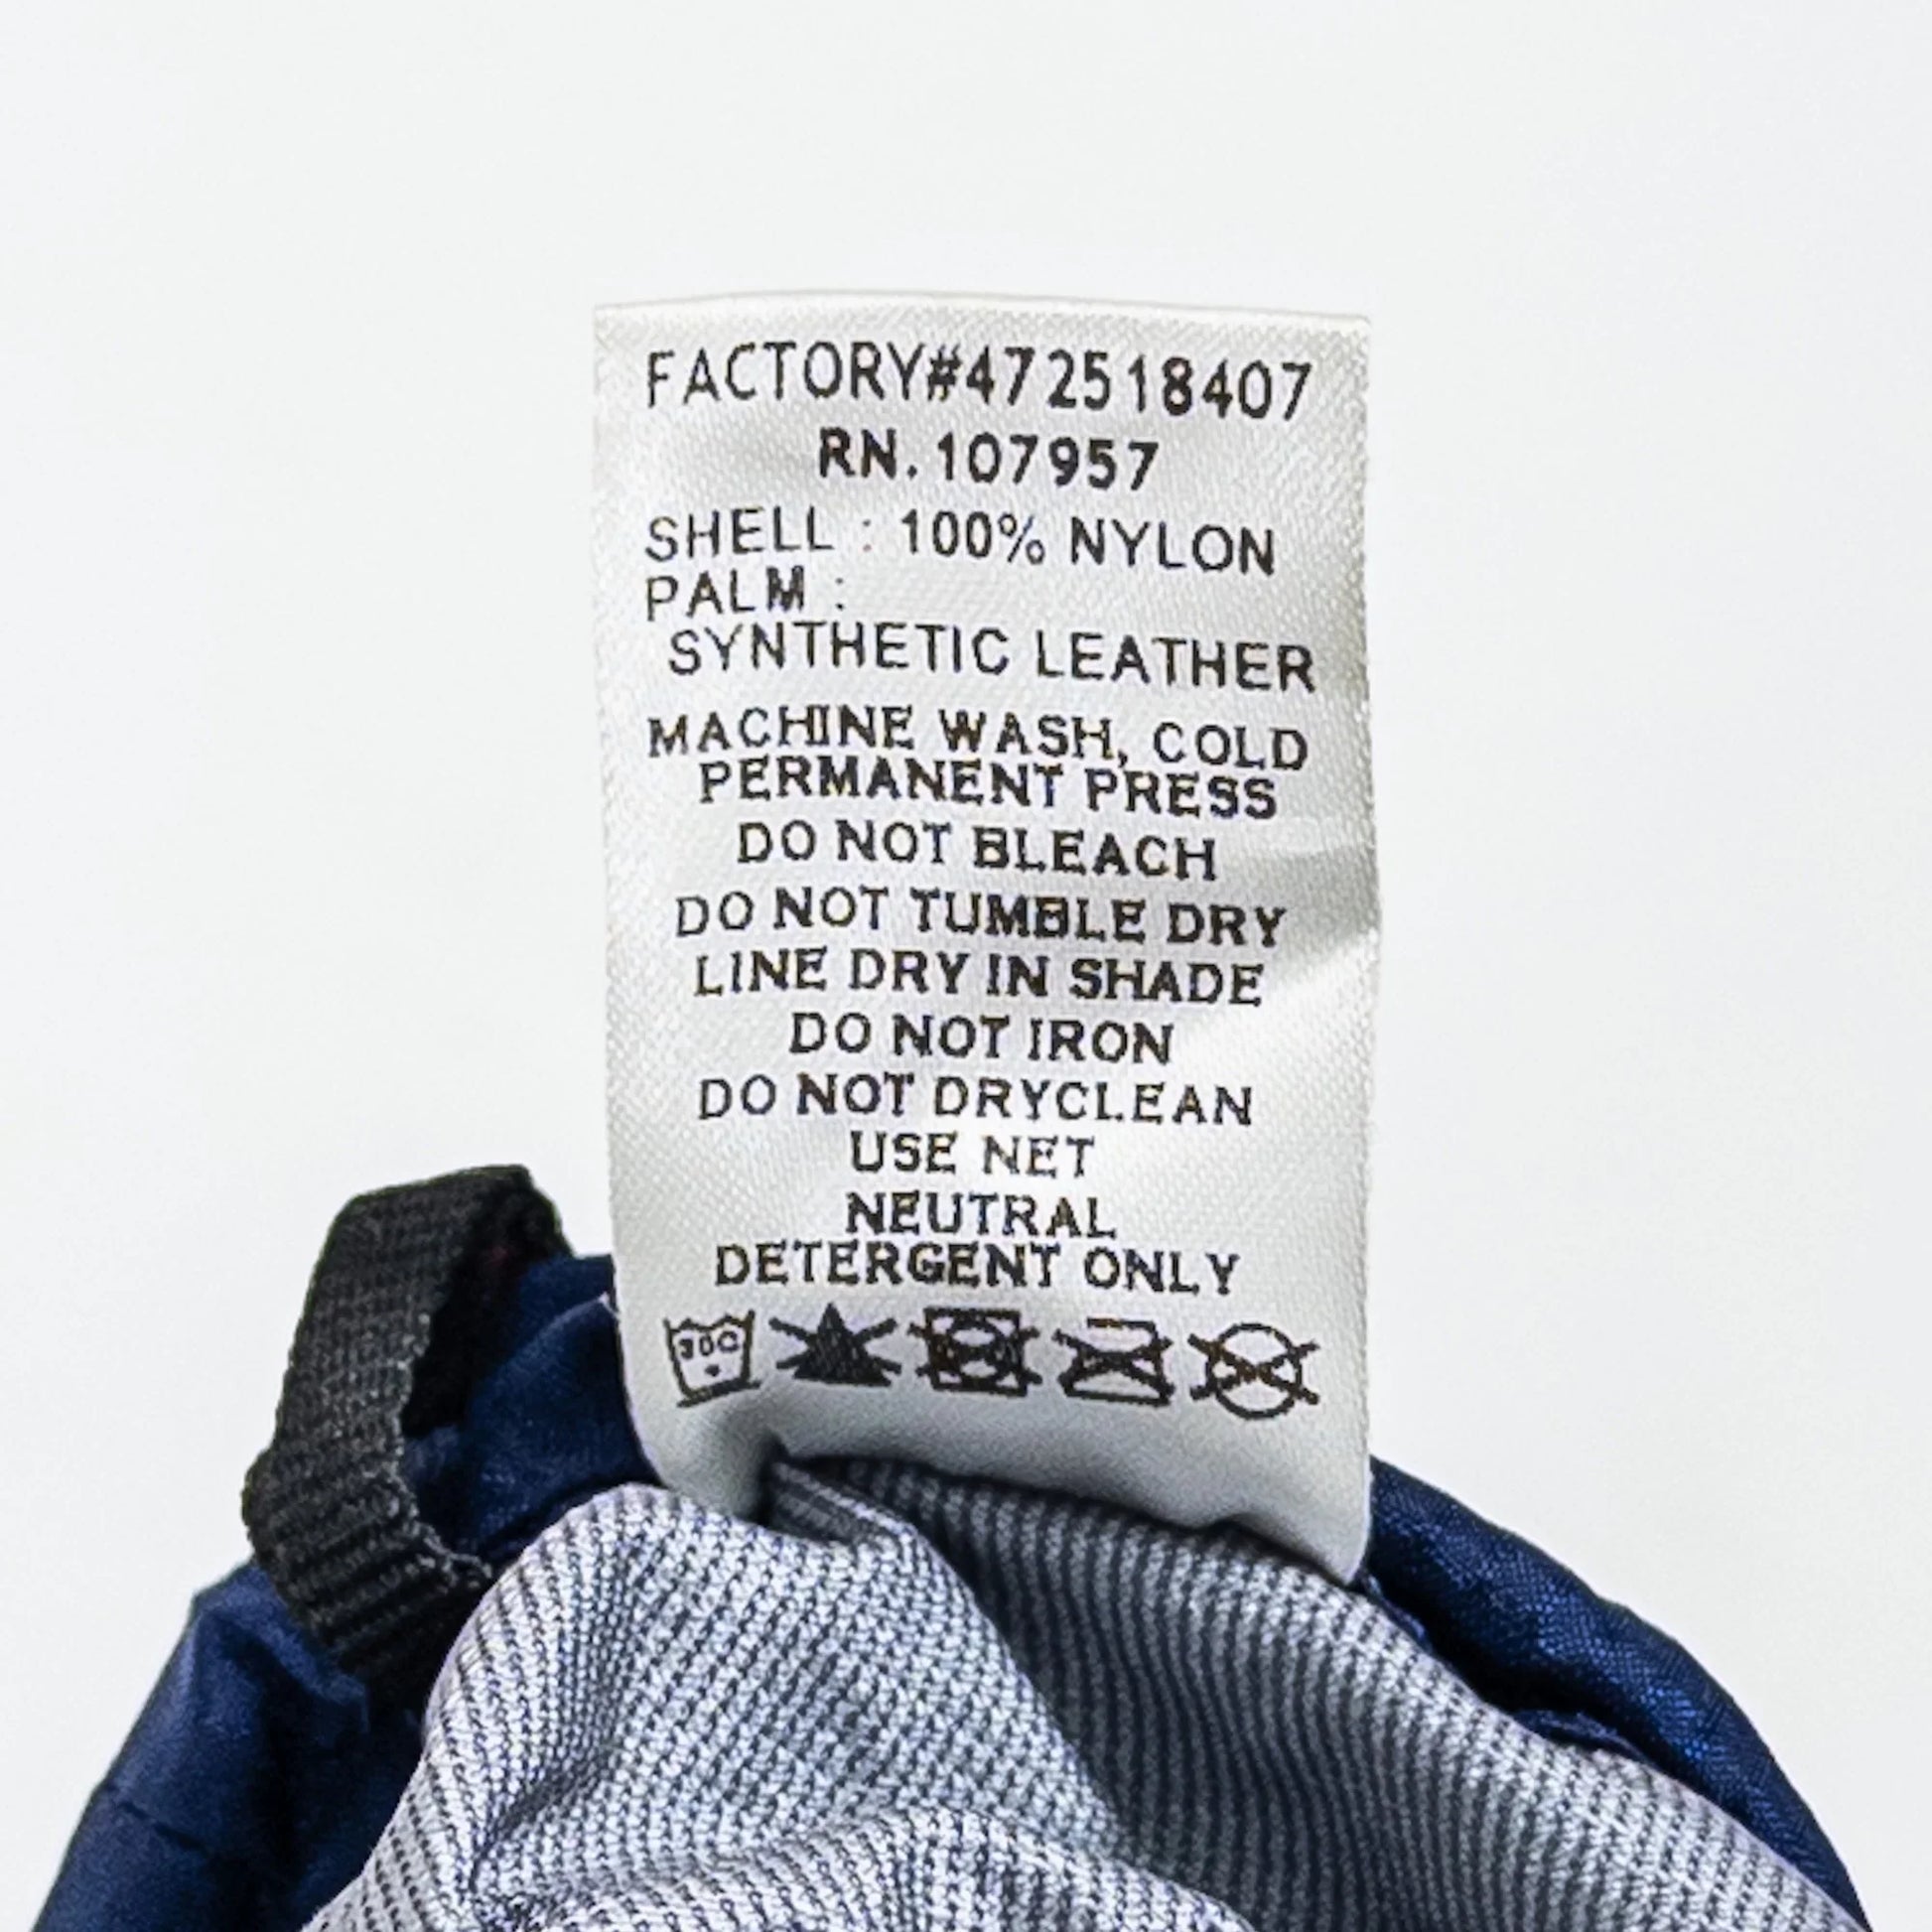 FACTORY#472518407
RN. 107957
SHELL : 100% NYLON
PALM :
SYNTHETIC LEATHER
MACHINE WASH, COLD
PERMANENT PRESS
DO NOT BLEACH
DO NOT TUMBLE DRY
LINE DRY IN SHADE
DO NOT IRON
DO NOT DRYCLEAN
USE NET
NEUTRAL
DETERGENT ONLY
30C